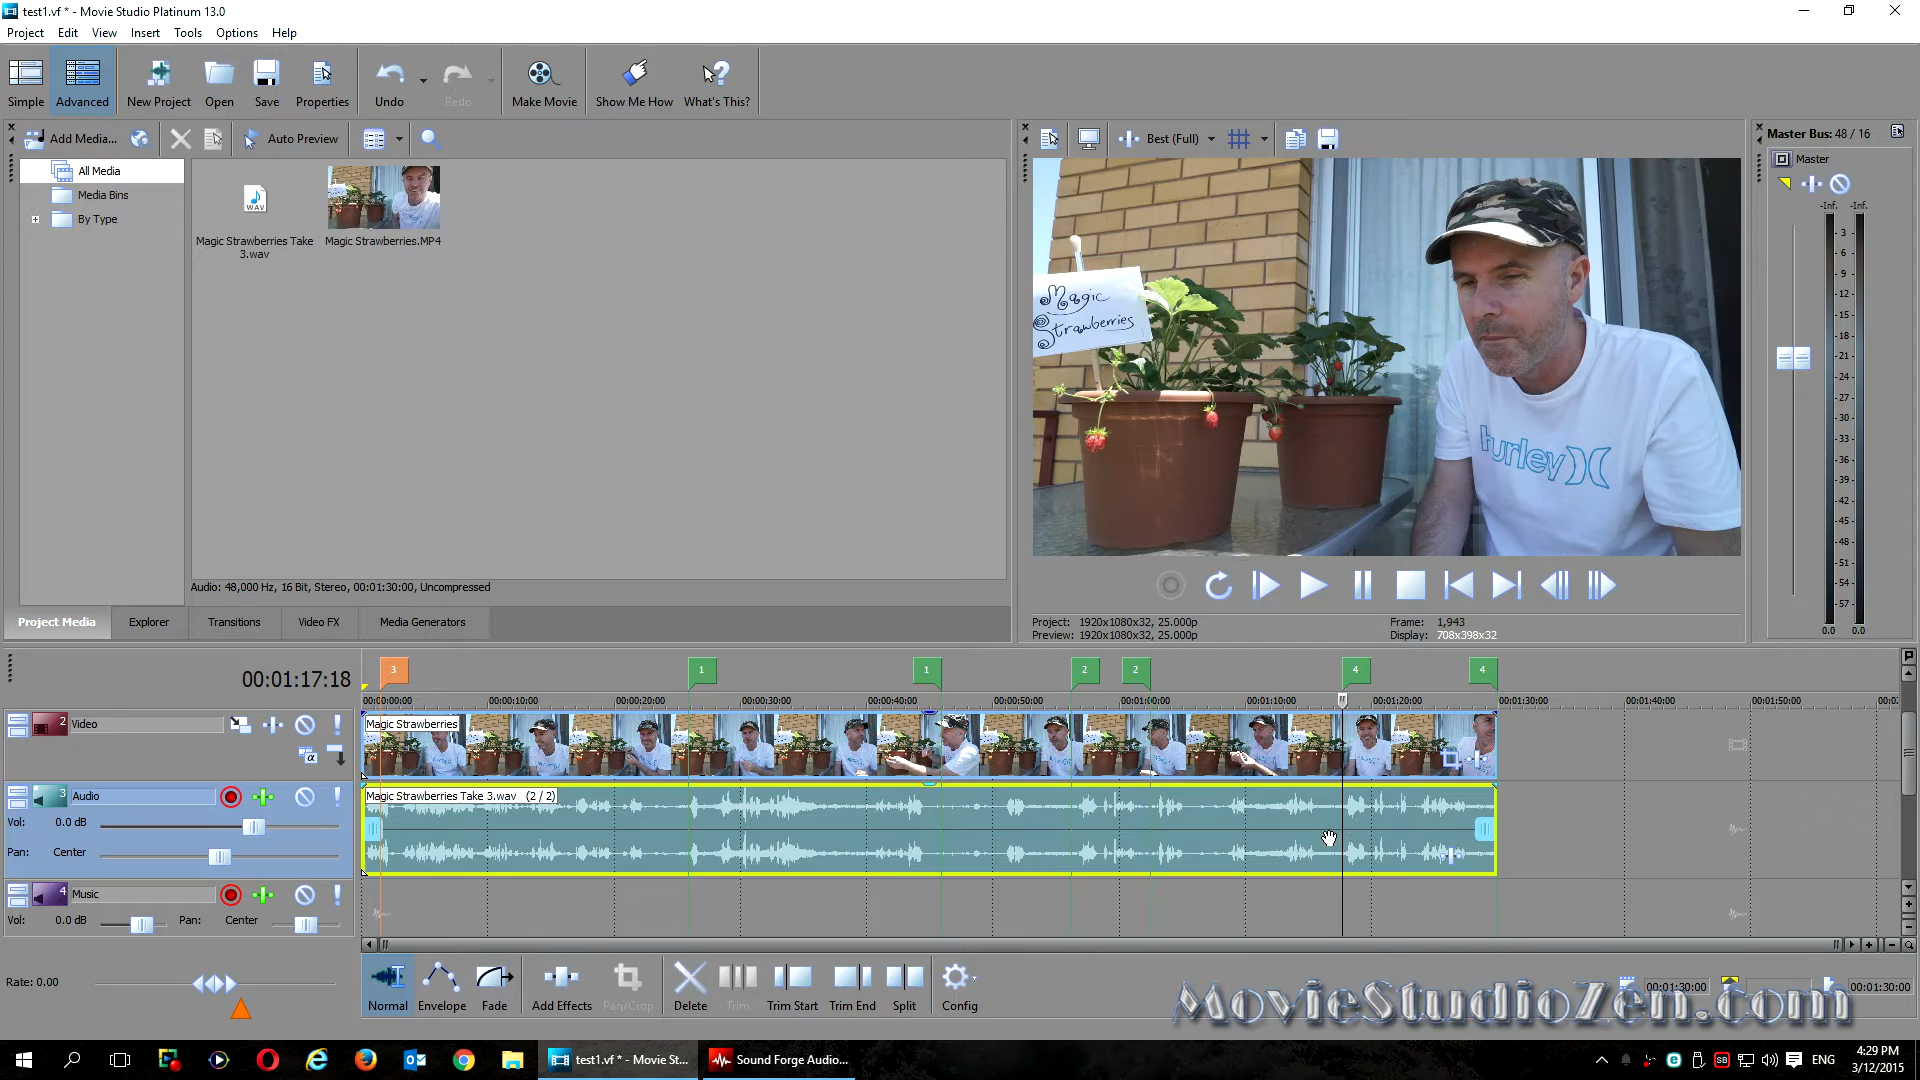 test1.vf * - Movie Studio Platinum 13.0
Project Edit View Insert Tools Options Help
Simple Advanced New Project Open Save Properties Undo Redo Make Movie Show Me How What's This?
Add Media... Auto Preview
All Media
Media Bins
By Type
WAV
Magic Strawberries Take 3.wav
Magic Strawberries.MP4
Audio: 48,000 Hz, 16 Bit, Stereo, 00:01:30:00, Uncompressed
Project Media Explorer Transitions Video FX Media Generators
Best (Full)
Magic
Strawberries
Hurley
Project: 1920x1080x32, 25.000p
Preview: 1920x1080x32, 25.000p
Frame: 1,943
Display: 708x398x32
Master Bus: 48 / 16
Master
-Inf. -Inf.
3
6
9
12
15
18
21
24
27
30
33
36
39
42
45
48
51
54
57
0.0 0.0
00:01:17:18
3 1 1 2 2 4 4
00:00:00:00 00:00:10:00 00:00:20:00 00:00:30:00 00:00:40:00 00:00:50:00 00:01:00:00 00:01:10:00 00:01:20:00 00:01:30:00 00:01:40:00 00:01:50:00
2 Video
Magic Strawberries
3 Audio
Magic Strawberries Take 3.wav (2 / 2)
Vol: 0.0 dB
Pan: Center
4 Music
Vol: 0.0 dB Pan: Center
Rate: 0.00
Normal Envelope Fade Add Effects Pan/Crop Delete Trim Trim Start Trim End Split Config
00:01:30:00 00:01:30:00
MovieStudioZen.com
test1.vf * - Movie St...
Sound Forge Audio...
ENG
4:29 PM
3/12/2015